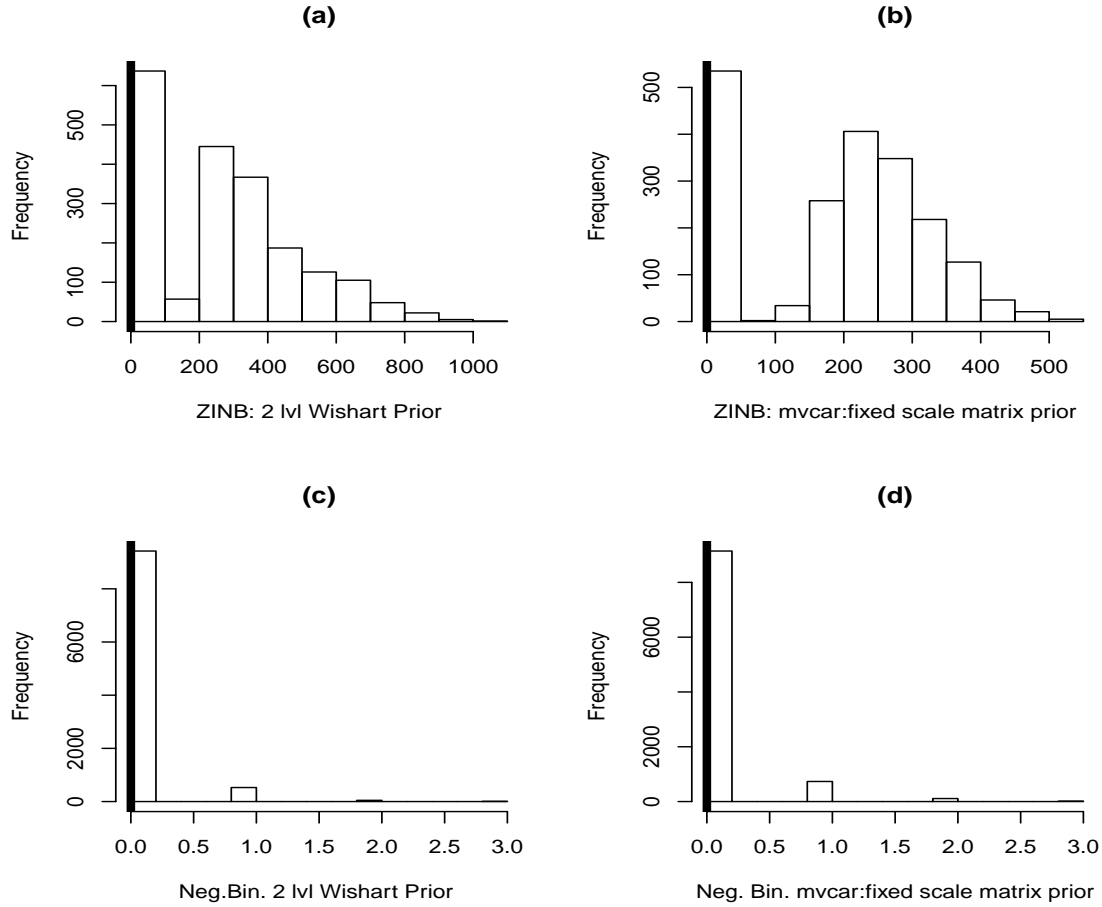 (a)
Frequency
0 100 300 500
0 200 400 600 800 1000
ZINB: 2 lvl Wishart Prior
(b)
Frequency
0 100 300 500
0 100 200 300 400 500
ZINB: mvcar:fixed scale matrix prior
(c)
Frequency
0 2000 6000
0.0 0.5 1.0 1.5 2.0 2.5 3.0
Neg.Bin. 2 lvl Wishart Prior
(d)
Frequency
0 2000 6000
0.0 0.5 1.0 1.5 2.0 2.5 3.0
Neg. Bin. mvcar:fixed scale matrix prior